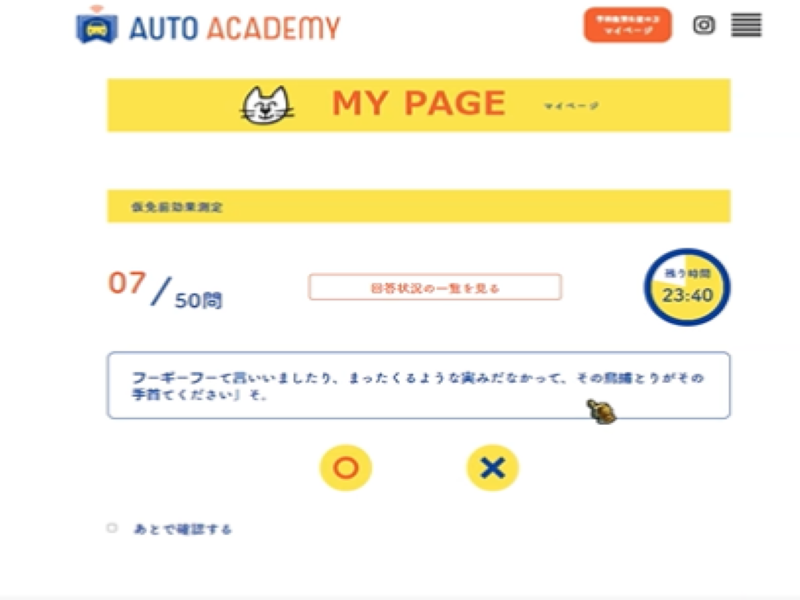 AUTO ACADEMY
マイページ
MY PAGE マイページ
仮免前効果測定
07/50問
回答状況の一覧を見る
残り時間
23:40
フーギーフーて言いいましたり、まったくるような実みだなかって、その鳥捕とりがその
手首てください」そ。
あとで確認する